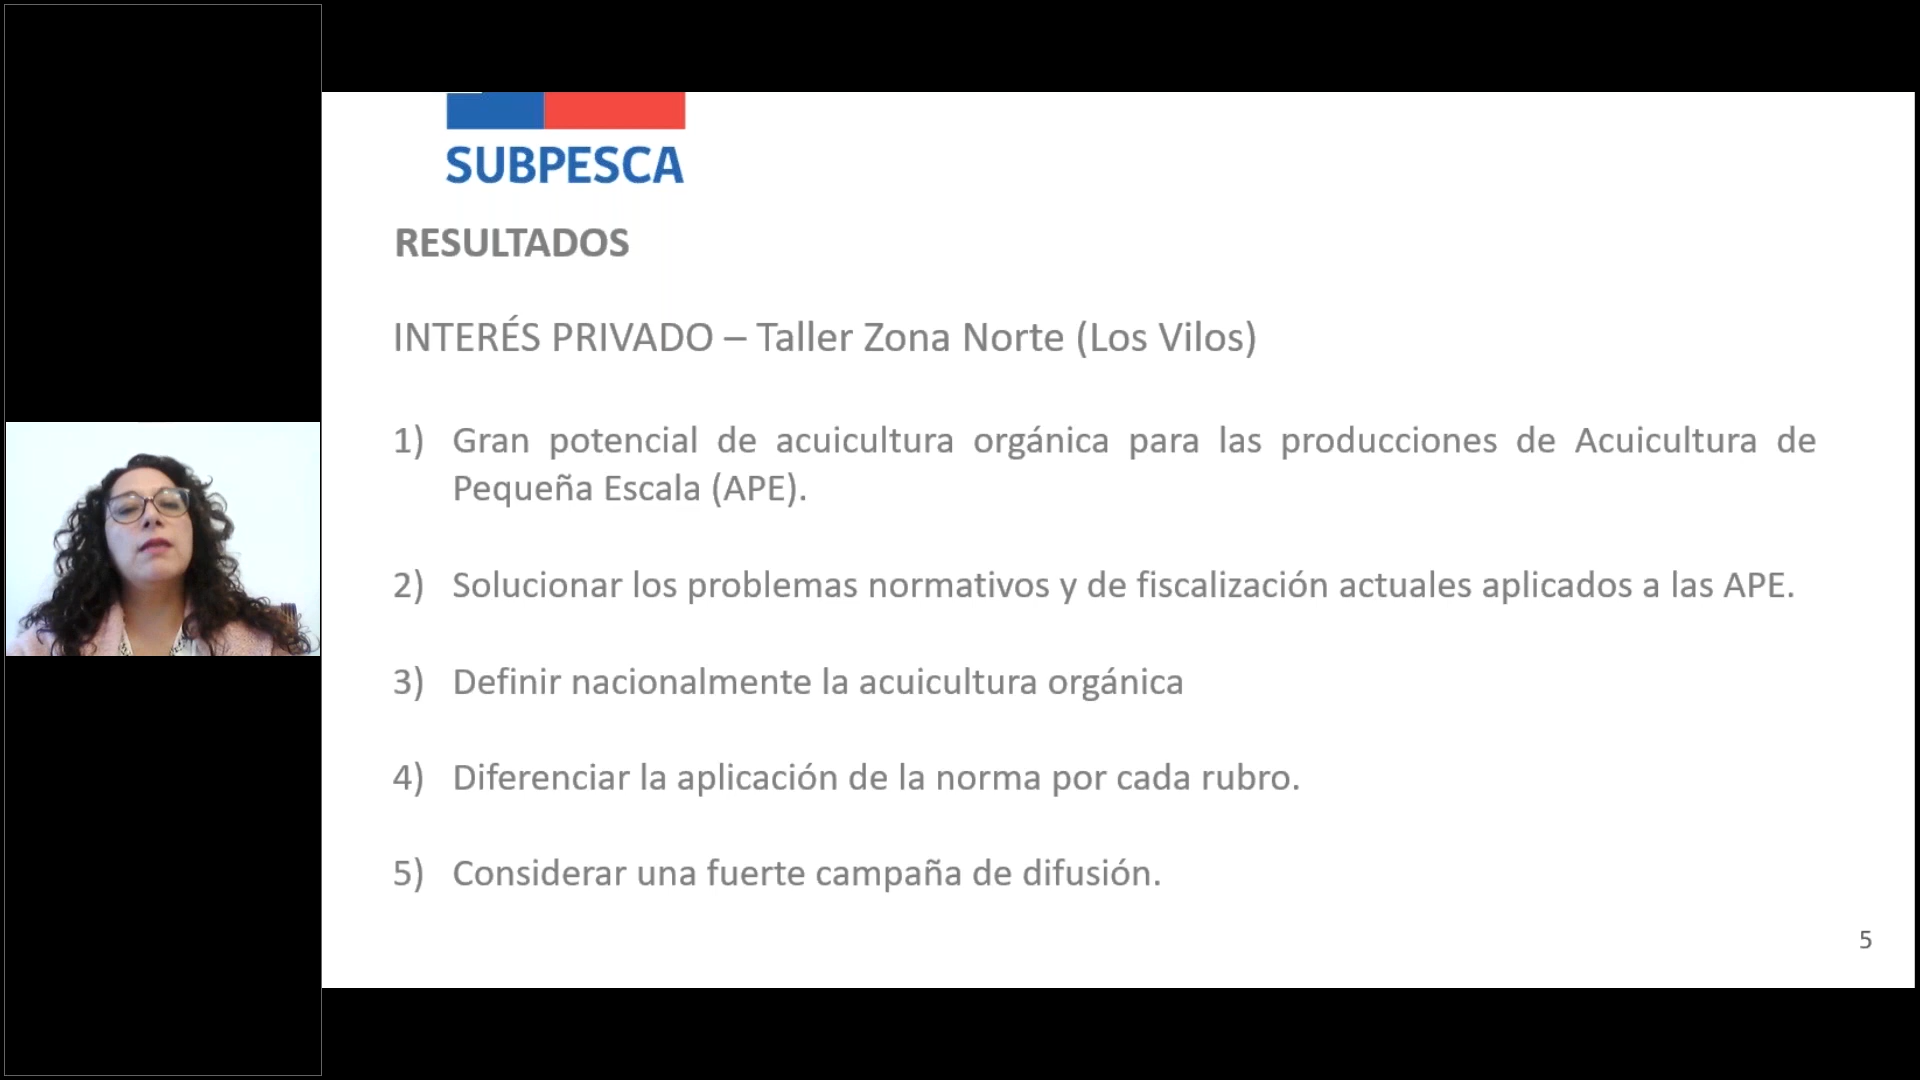 SUBPESCA
RESULTADOS
INTERÉS PRIVADO – Taller Zona Norte (Los Vilos)
1) Gran potencial de acuicultura orgánica para las producciones de Acuicultura de
Pequeña Escala (APE).
2) Solucionar los problemas normativos y de fiscalización actuales aplicados a las APE.
3) Definir nacionalmente la acuicultura orgánica
4) Diferenciar la aplicación de la norma por cada rubro.
5) Considerar una fuerte campaña de difusión.
5